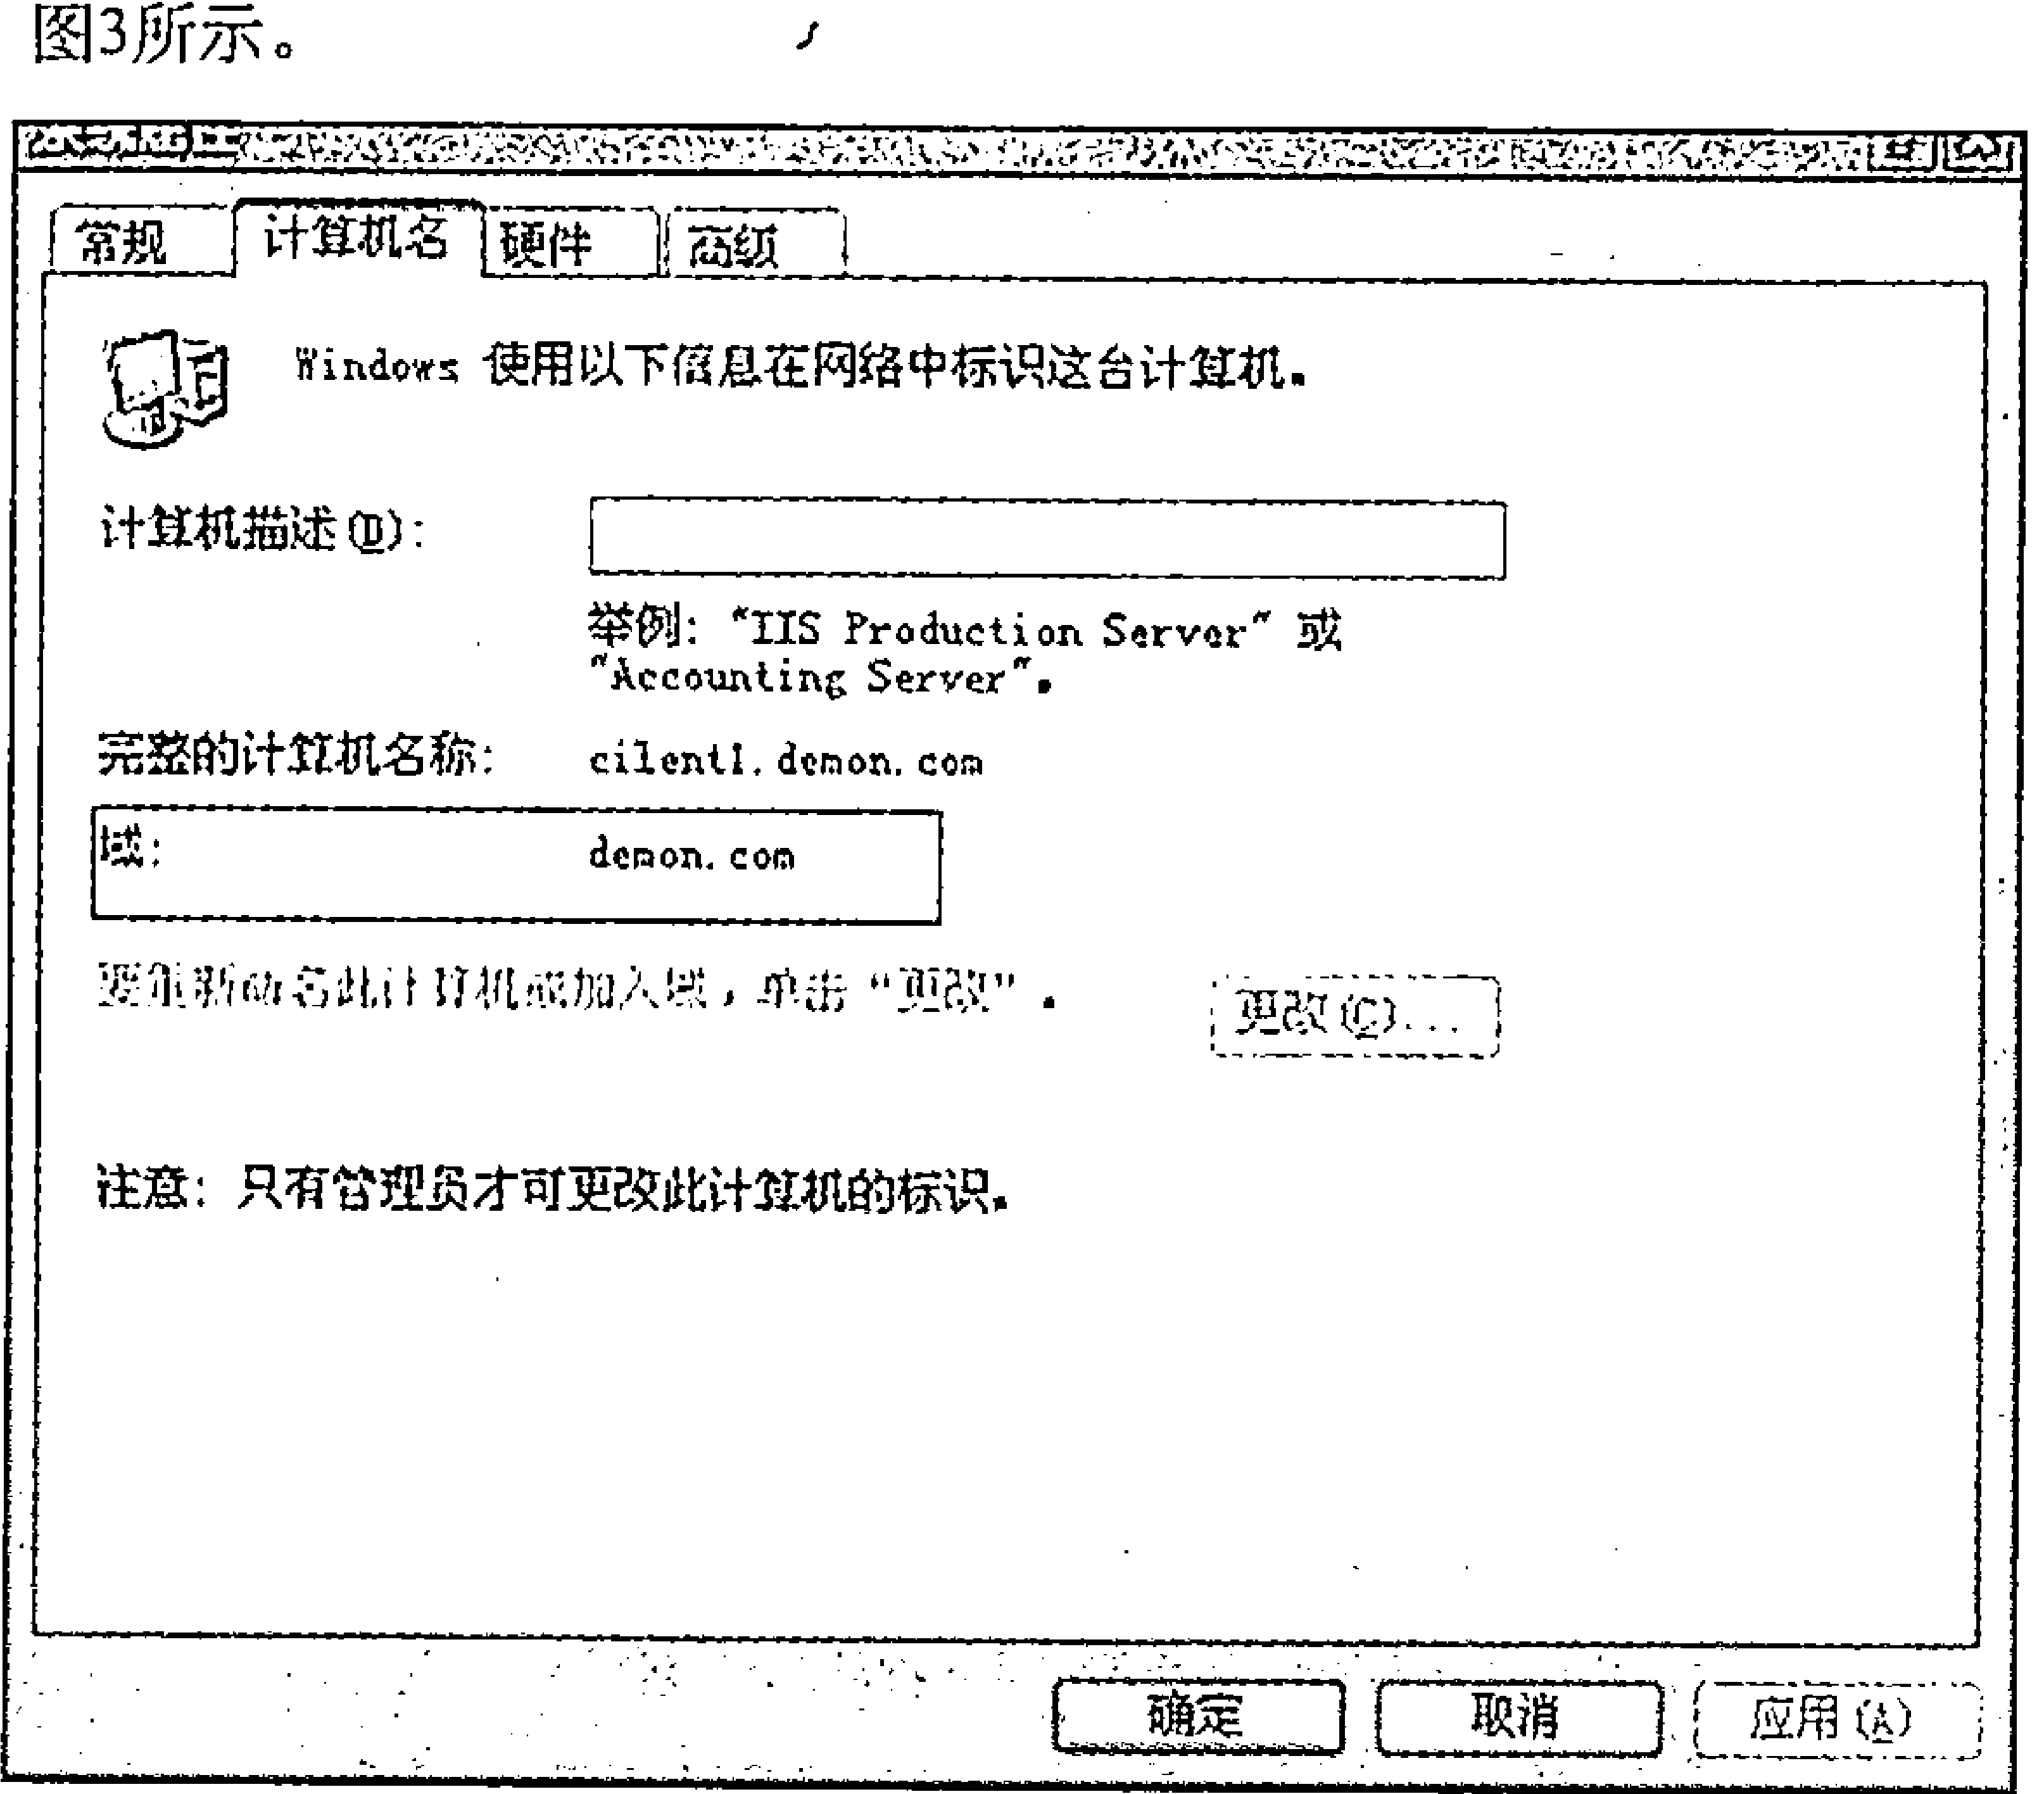 图3所示。
常规 计算机名 硬件 高级
Windows 使用以下信息在网络中标识这台计算机。
计算机描述(D):
举例: "IIS Production Server" 或
"Accounting Server"。
完整的计算机名称: cilent1.demon.com
域: demon.com
要重新命名此计算机或加入域，单击“更改”. 更改(C)...
注意: 只有管理员才可更改此计算机的标识。
确定 取消 应用(A)